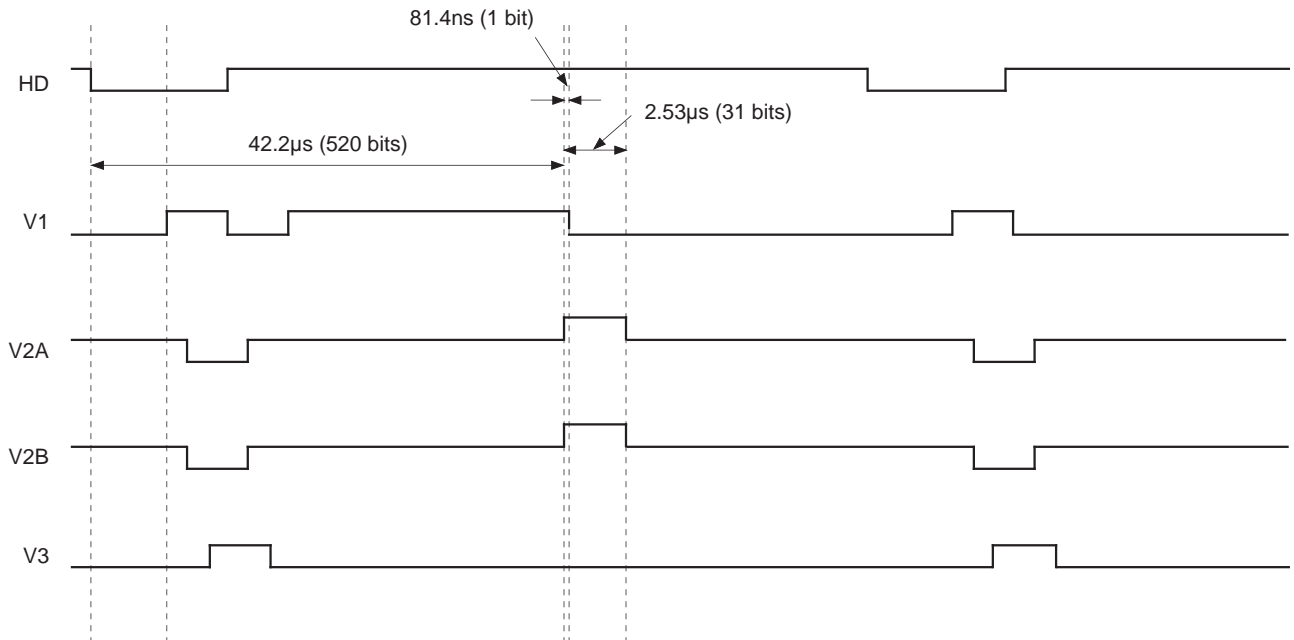 81.4ns (1 bit)
HD
2.53µs (31 bits)
42.2µs (520 bits)
V1
V2A
V2B
V3